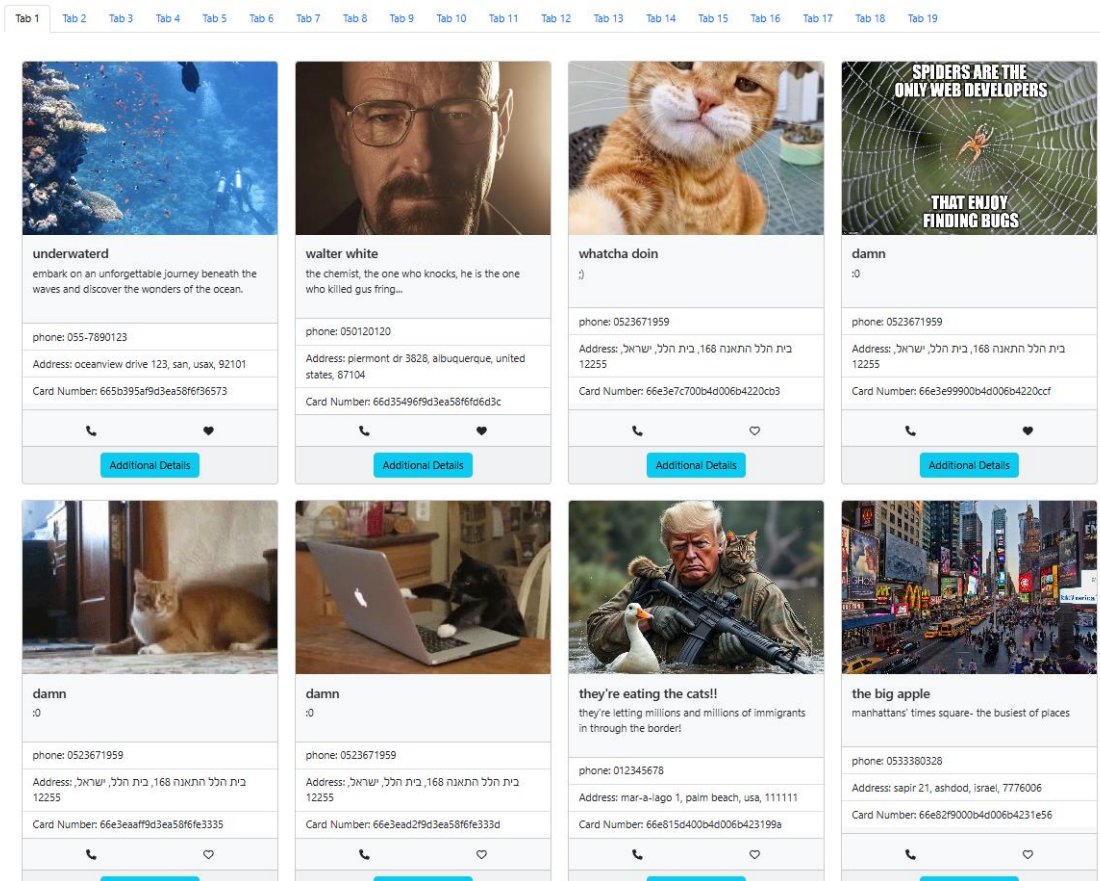 Tab 1 Tab 2 Tab 3 Tab 4 Tab 5 Tab 6 Tab 7 Tab 8 Tab 9 Tab 10 Tab 11 Tab 12 Tab 13 Tab 14 Tab 15 Tab 16 Tab 17 Tab 18 Tab 19
underwaterd
embark on an unforgettable journey beneath the
waves and discover the wonders of the ocean.
phone: 055-7890123
Address: oceanview drive 123, san, usax, 92101
Card Number: 665b395af9d3ea58f6f36573
Additional Details
walter white
the chemist, the one who knocks, he is the one
who killed gus fring...
phone: 050120120
Address: piermont dr 3828, albuquerque, united
states, 87104
Card Number: 66d35496f9d3ea58f6fd6d3c
Additional Details
whatcha doin
;)
phone: 0523671959
Address: בית הלל התאנה 168, בית הלל, ישראל,
12255
Card Number: 66e3e7c700b4d006b4220cb3
Additional Details
SPIDERS ARE THE
ONLY WEB DEVELOPERS
THAT ENJOY
FINDING BUGS
damn
:0
phone: 0523671959
Address: בית הלל התאנה 168, בית הלל, ישראל,
12255
Card Number: 66e3e99900b4d006b4220ccf
Additional Details
damn
:0
phone: 0523671959
Address: בית הלל התאנה 168, בית הלל, ישראל,
12255
Card Number: 66e3eaaff9d3ea58f6fe3335
damn
:0
phone: 0523671959
Address: בית הלל התאנה 168, בית הלל, ישראל,
12255
Card Number: 66e3ead2f9d3ea58f6fe333d
they're eating the cats!!
they're letting millions and millions of immigrants
in through the border!
phone: 012345678
Address: mar-a-lago 1, palm beach, usa, 111111
Card Number: 66e815d400b4d006b423199a
the big apple
manhattans' times square- the busiest of places
phone: 0533380328
Address: sapir 21, ashdod, israel, 7776006
Card Number: 66e82f9000b4d006b4231e56